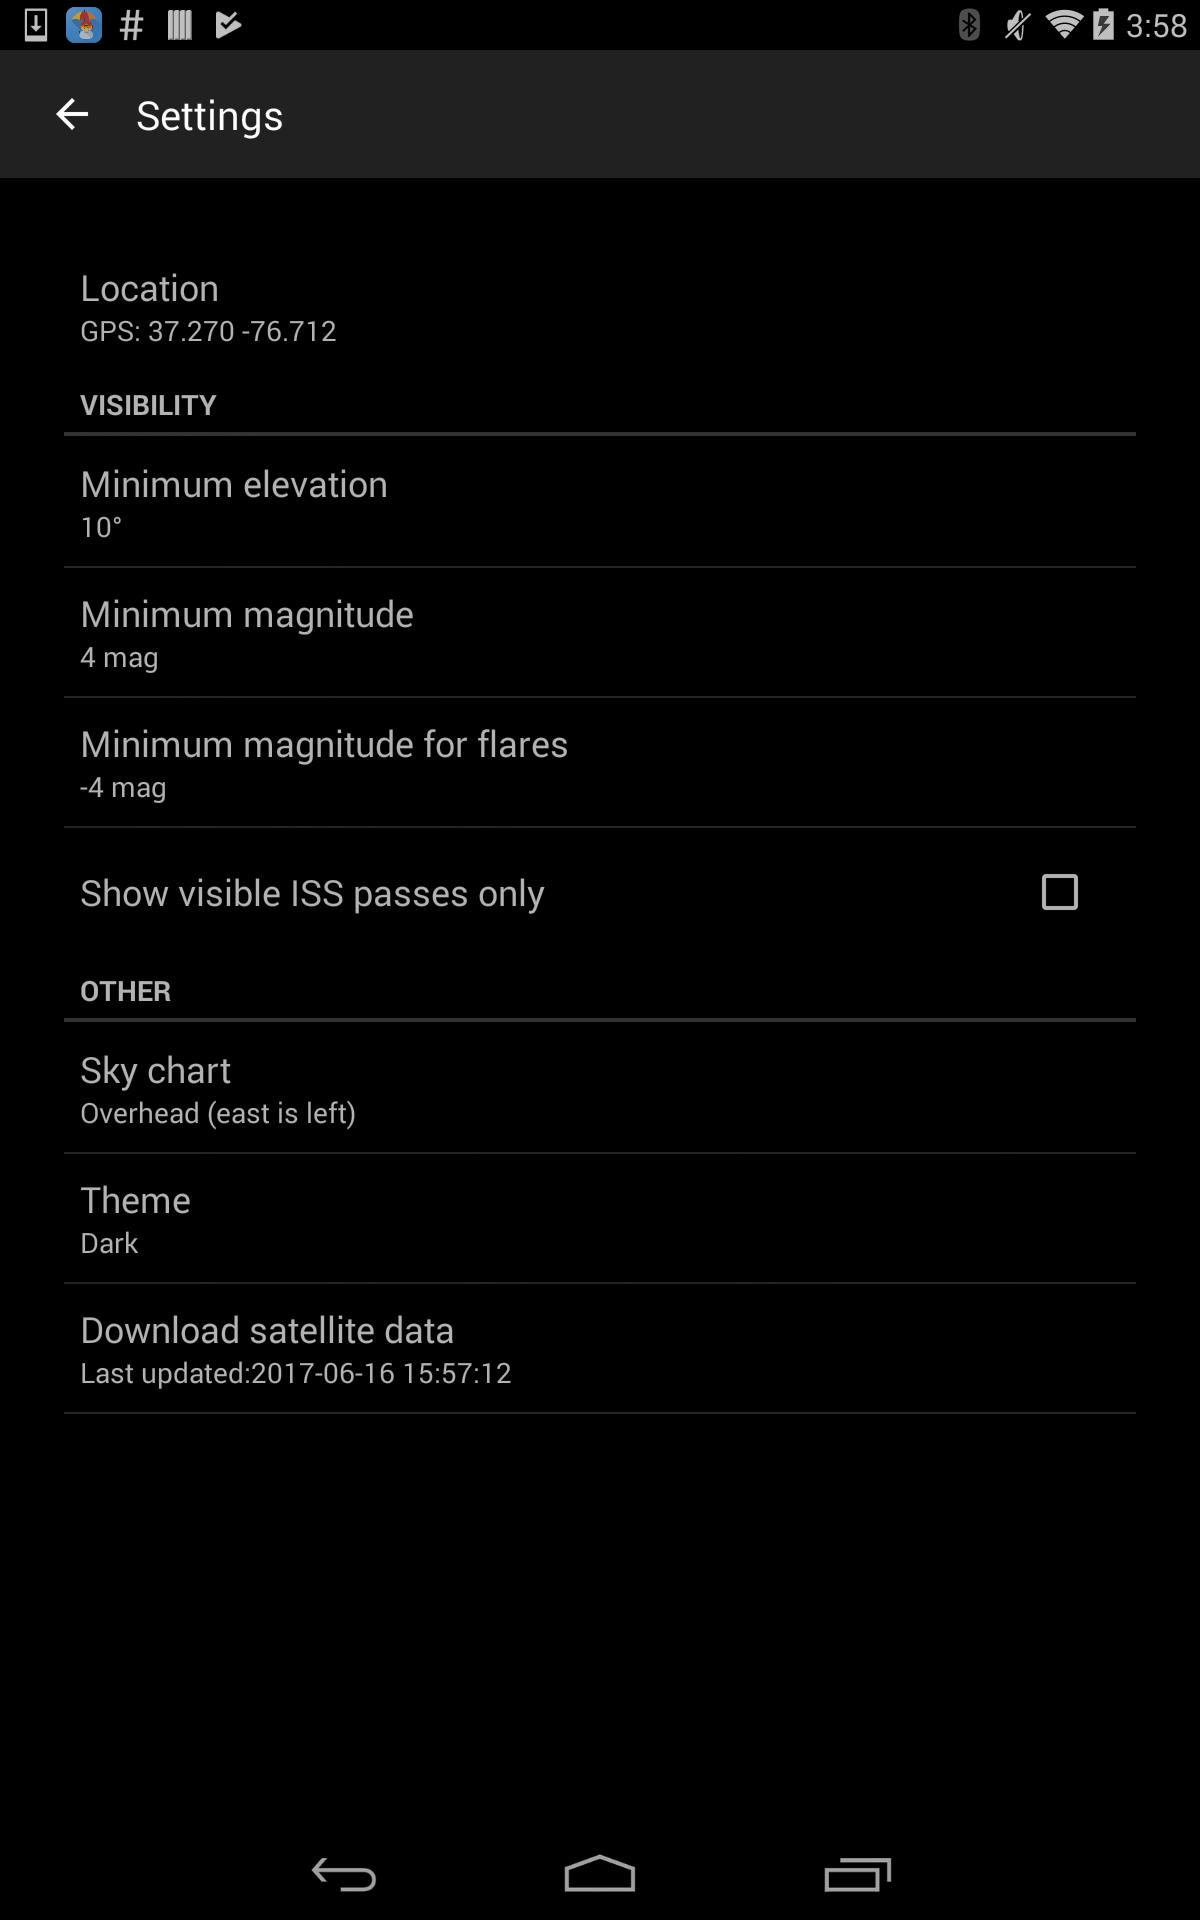 3:58
Settings
Location
GPS: 37.270 -76.712
VISIBILITY
Minimum elevation
10°
Minimum magnitude
4 mag
Minimum magnitude for flares
-4 mag
Show visible ISS passes only
OTHER
Sky chart
Overhead (east is left)
Theme
Dark
Download satellite data
Last updated:2017-06-16 15:57:12